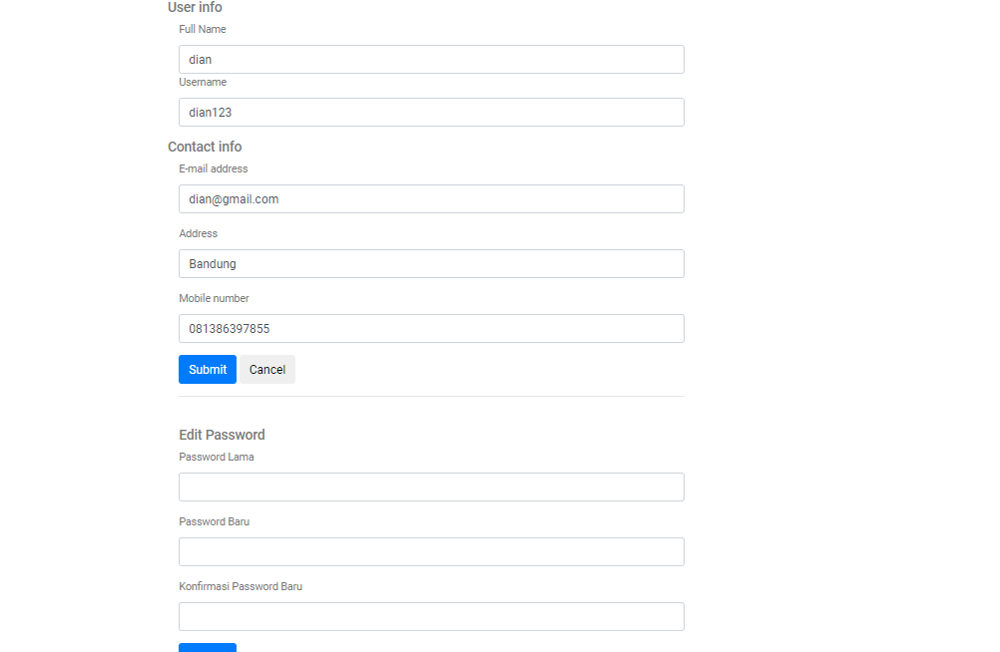 User info
Full Name
dian
Username
dian123
Contact info
E-mail address
dian@gmail.com
Address
Bandung
Mobile number
081386397855
Submit Cancel
Edit Password
Password Lama
Password Baru
Konfirmasi Password Baru